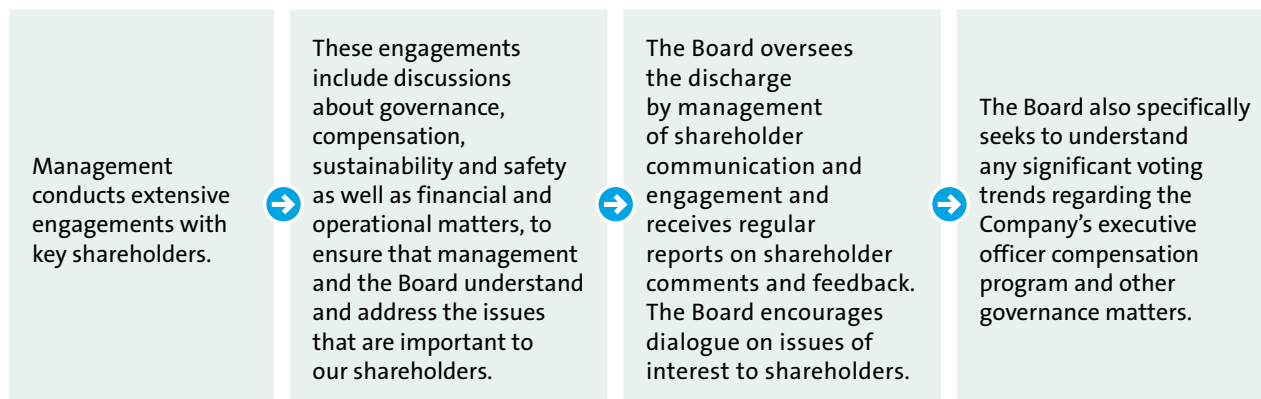 Management
conducts extensive
engagements with
key shareholders.
These engagements
include discussions
about governance,
compensation,
sustainability and safety
as well as financial and
operational matters, to
ensure that management
and the Board understand
and address the issues
that are important to
our shareholders.
The Board oversees
the discharge
by management
of shareholder
communication and
engagement and
receives regular
reports on shareholder
comments and feedback.
The Board encourages
dialogue on issues of
interest to shareholders.
The Board also specifically
seeks to understand
any significant voting
trends regarding the
Company’s executive
officer compensation
program and other
governance matters.